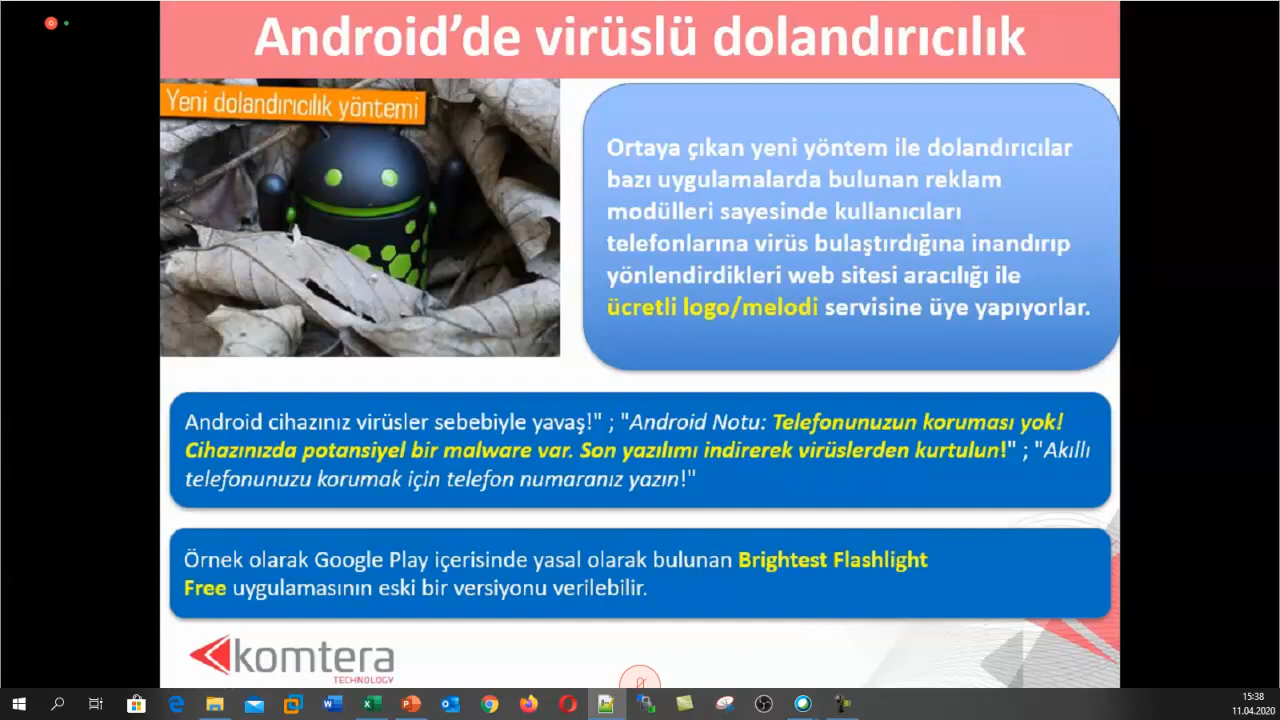 Android’de virüslü dolandırıcılık
Yeni dolandırıcılık yöntemi
Ortaya çıkan yeni yöntem ile dolandırıcılar
bazı uygulamalarda bulunan reklam
modülleri sayesinde kullanıcıları
telefonlarına virüs bulaştırdığına inandırıp
yönlendirdikleri web sitesi aracılığı ile
ücretli logo/melodi servisine üye yapıyorlar.
Android cihazınız virüsler sebebiyle yavaş!" ; "Android Notu: Telefonunuzun koruması yok!
Cihazınızda potansiyel bir malware var. Son yazılımı indirerek virüslerden kurtulun!" ; "Akıllı
telefonunuzu korumak için telefon numaranız yazın!"
Örnek olarak Google Play içerisinde yasal olarak bulunan Brightest Flashlight
Free uygulamasının eski bir versiyonu verilebilir.
komtera
TECHNOLOGY
15:38
11.04.2020